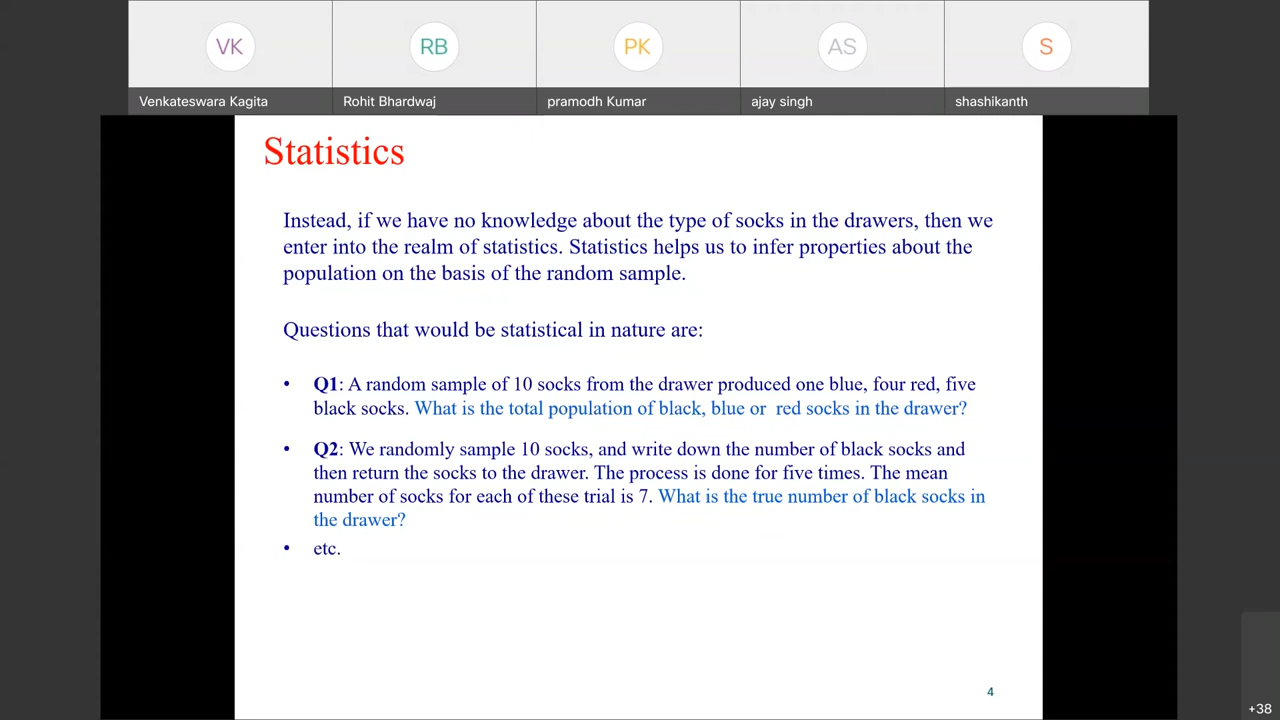 VK
RB
PK
AS
S
Venkateswara Kagita
Rohit Bhardwaj
pramodh Kumar
ajay singh
shashikanth
Statistics
Instead, if we have no knowledge about the type of socks in the drawers, then we
enter into the realm of statistics. Statistics helps us to infer properties about the
population on the basis of the random sample.
Questions that would be statistical in nature are:
• Q1: A random sample of 10 socks from the drawer produced one blue, four red, five
black socks. What is the total population of black, blue or red socks in the drawer?
• Q2: We randomly sample 10 socks, and write down the number of black socks and
then return the socks to the drawer. The process is done for five times. The mean
number of socks for each of these trial is 7. What is the true number of black socks in
the drawer?
• etc.
4
+38